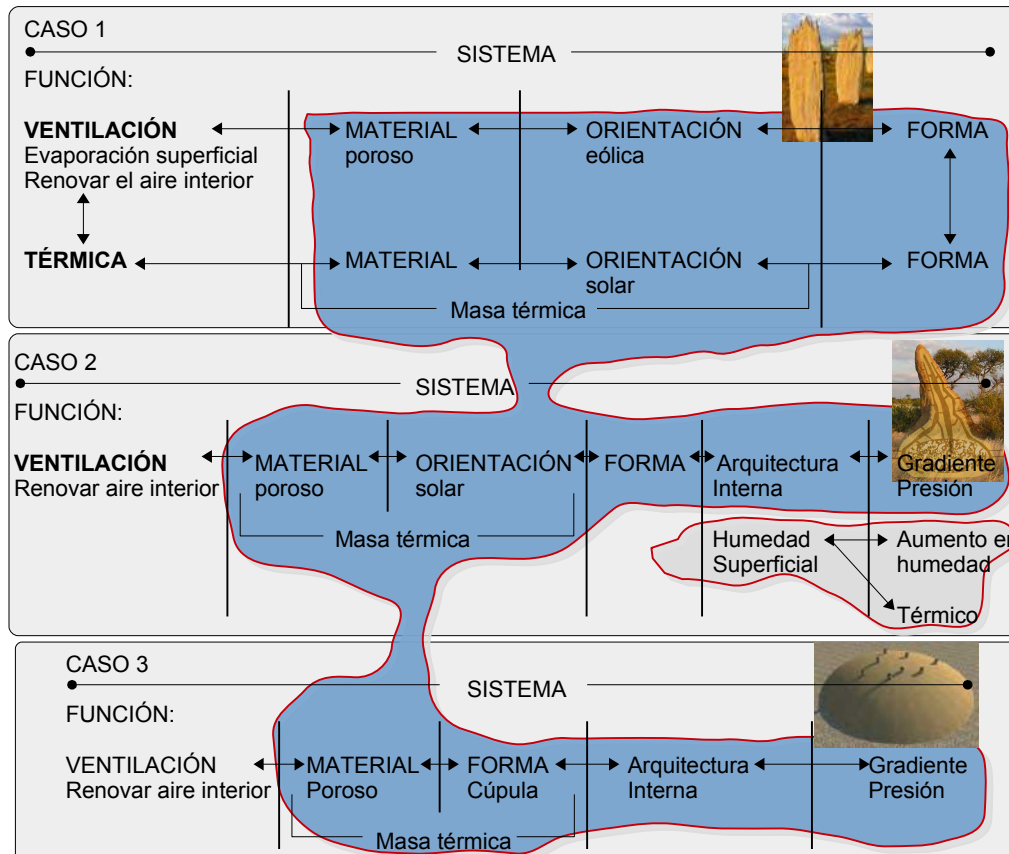 CASO 1
SISTEMA
FUNCIÓN:
VENTILACIÓN MATERIAL ORIENTACIÓN FORMA
Evaporación superficial poroso eólica
Renovar el aire interior
TÉRMICA MATERIAL ORIENTACIÓN FORMA
solar
Masa térmica
CASO 2
SISTEMA
FUNCIÓN:
VENTILACIÓN MATERIAL ORIENTACIÓN FORMA Arquitectura Gradiente
Renovar aire interior poroso solar Interna Presión
Masa térmica
Humedad Aumento en
Superficial humedad
Térmico
CASO 3
SISTEMA
FUNCIÓN:
VENTILACIÓN MATERIAL FORMA Arquitectura Gradiente
Renovar aire interior Poroso Cúpula Interna Presión
Masa térmica